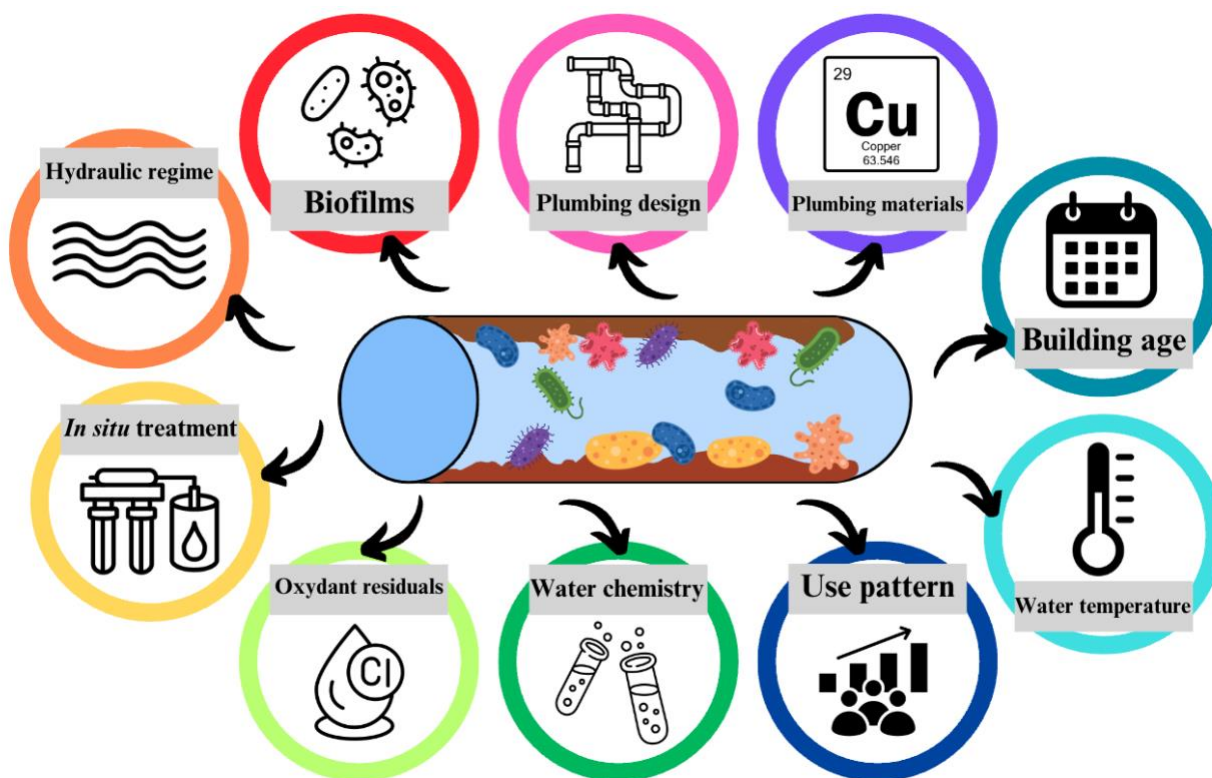 29
Cu
Copper
63.546
Hydraulic regime
Biofilms
Plumbing design
Plumbing materials
Building age
In situ treatment
Oxydant residuals
Cl
Water chemistry
Use pattern
Water temperature